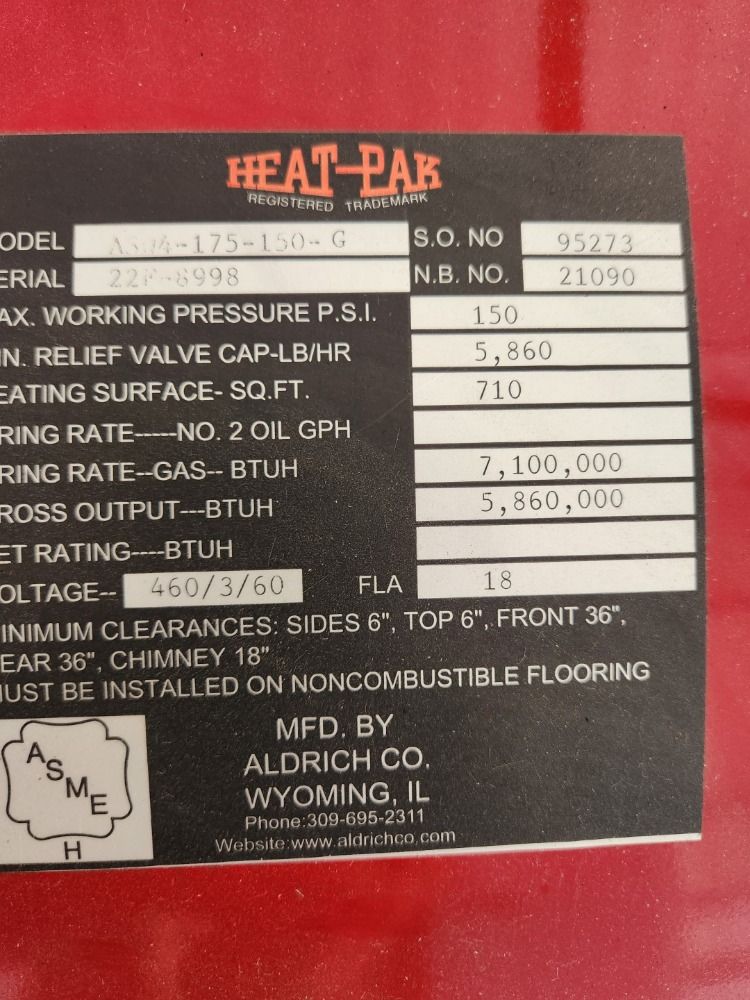 HEAT-PAK
REGISTERED TRADEMARK
ODEL -175-150-G S.O. NO 95273
ERIAL 8998 N.B. NO. 21090
AX. WORKING PRESSURE P.S.I. 150
IN. RELIEF VALVE CAP-LB/HR 5,860
EATING SURFACE- SQ.FT. 710
RING RATE-----NO. 2 OIL GPH
RING RATE--GAS-- BTUH 7,100,000
ROSS OUTPUT---BTUH 5,860,000
ET RATING----BTUH
OLTAGE-- 460/3/60 FLA 18
INIMUM CLEARANCES: SIDES 6", TOP 6", FRONT 36",
EAR 36", CHIMNEY 18"
UST BE INSTALLED ON NONCOMBUSTIBLE FLOORING
ASME
H
MFD. BY
ALDRICH CO.
WYOMING, IL
Phone:309-695-2311
Website:www.aldrichco.com